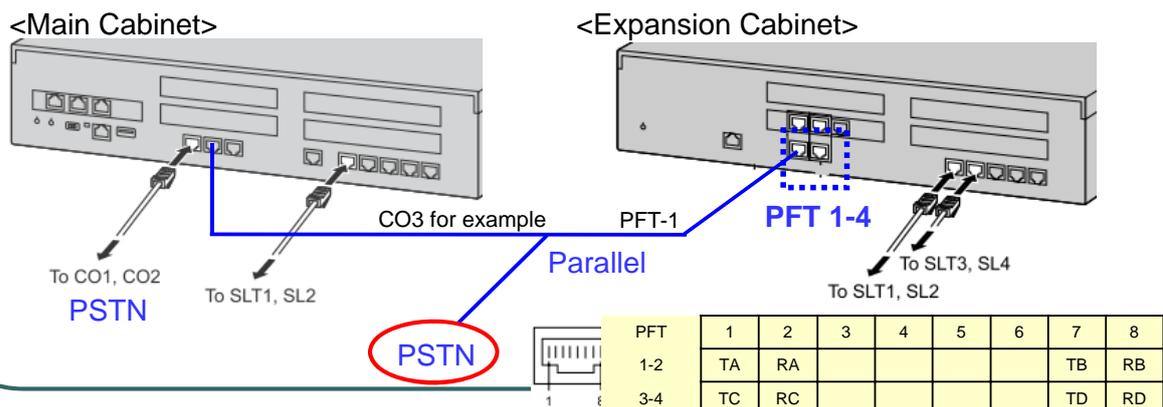 <Main Cabinet>
<Expansion Cabinet>
CO3 for example
PFT-1
PFT 1-4
Parallel
To CO1, CO2
PSTN
To SLT1, SL2
To SLT3, SL4
To SLT1, SL2
PSTN
1 8
PFT 1 2 3 4 5 6 7 8
1-2 TA RA TB RB
3-4 TC RC TD RD